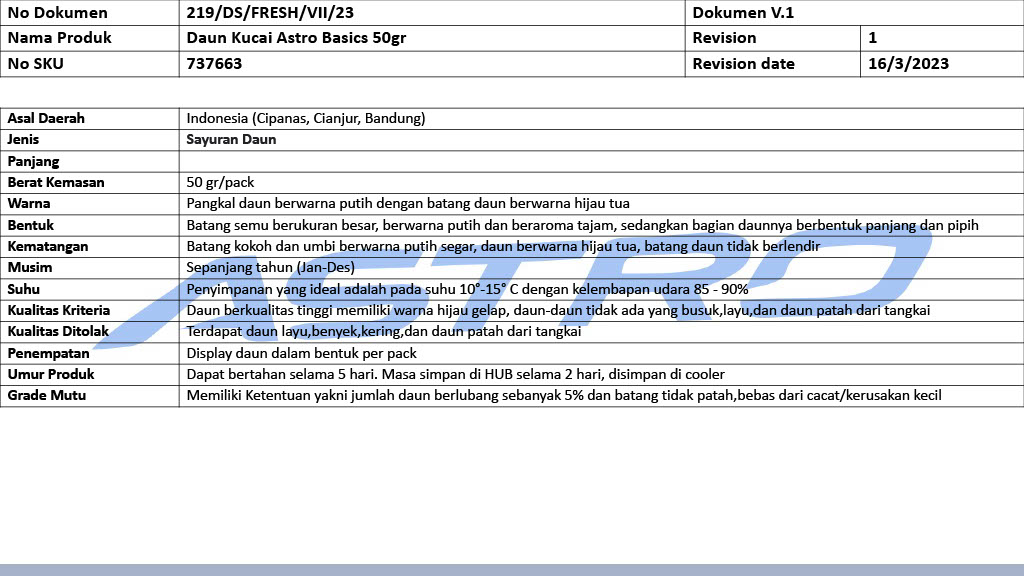 No Dokumen 219/DS/FRESH/VII/23 Dokumen V.1
Nama Produk Daun Kucai Astro Basics 50gr Revision 1
No SKU 737663 Revision date 16/3/2023
Asal Daerah Indonesia (Cipanas, Cianjur, Bandung)
Jenis Sayuran Daun
Panjang
Berat Kemasan 50 gr/pack
Warna Pangkal daun berwarna putih dengan batang daun berwarna hijau tua
Bentuk Batang semu berukuran besar, berwarna putih dan beraroma tajam, sedangkan bagian daunnya berbentuk panjang dan pipih
Kematangan Batang kokoh dan umbi berwarna putih segar, daun berwarna hijau tua, batang daun tidak berlendir
Musim Sepanjang tahun (Jan-Des)
Suhu Penyimpanan yang ideal adalah pada suhu 10°-15° C dengan kelembapan udara 85 - 90%
Kualitas Kriteria Daun berkualitas tinggi memiliki warna hijau gelap, daun-daun tidak ada yang busuk,layu,dan daun patah dari tangkai
Kualitas Ditolak Terdapat daun layu,benyek,kering,dan daun patah dari tangkai
Penempatan Display daun dalam bentuk per pack
Umur Produk Dapat bertahan selama 5 hari. Masa simpan di HUB selama 2 hari, disimpan di cooler
Grade Mutu Memiliki Ketentuan yakni jumlah daun berlubang sebanyak 5% dan batang tidak patah,bebas dari cacat/kerusakan kecil
ASTRO